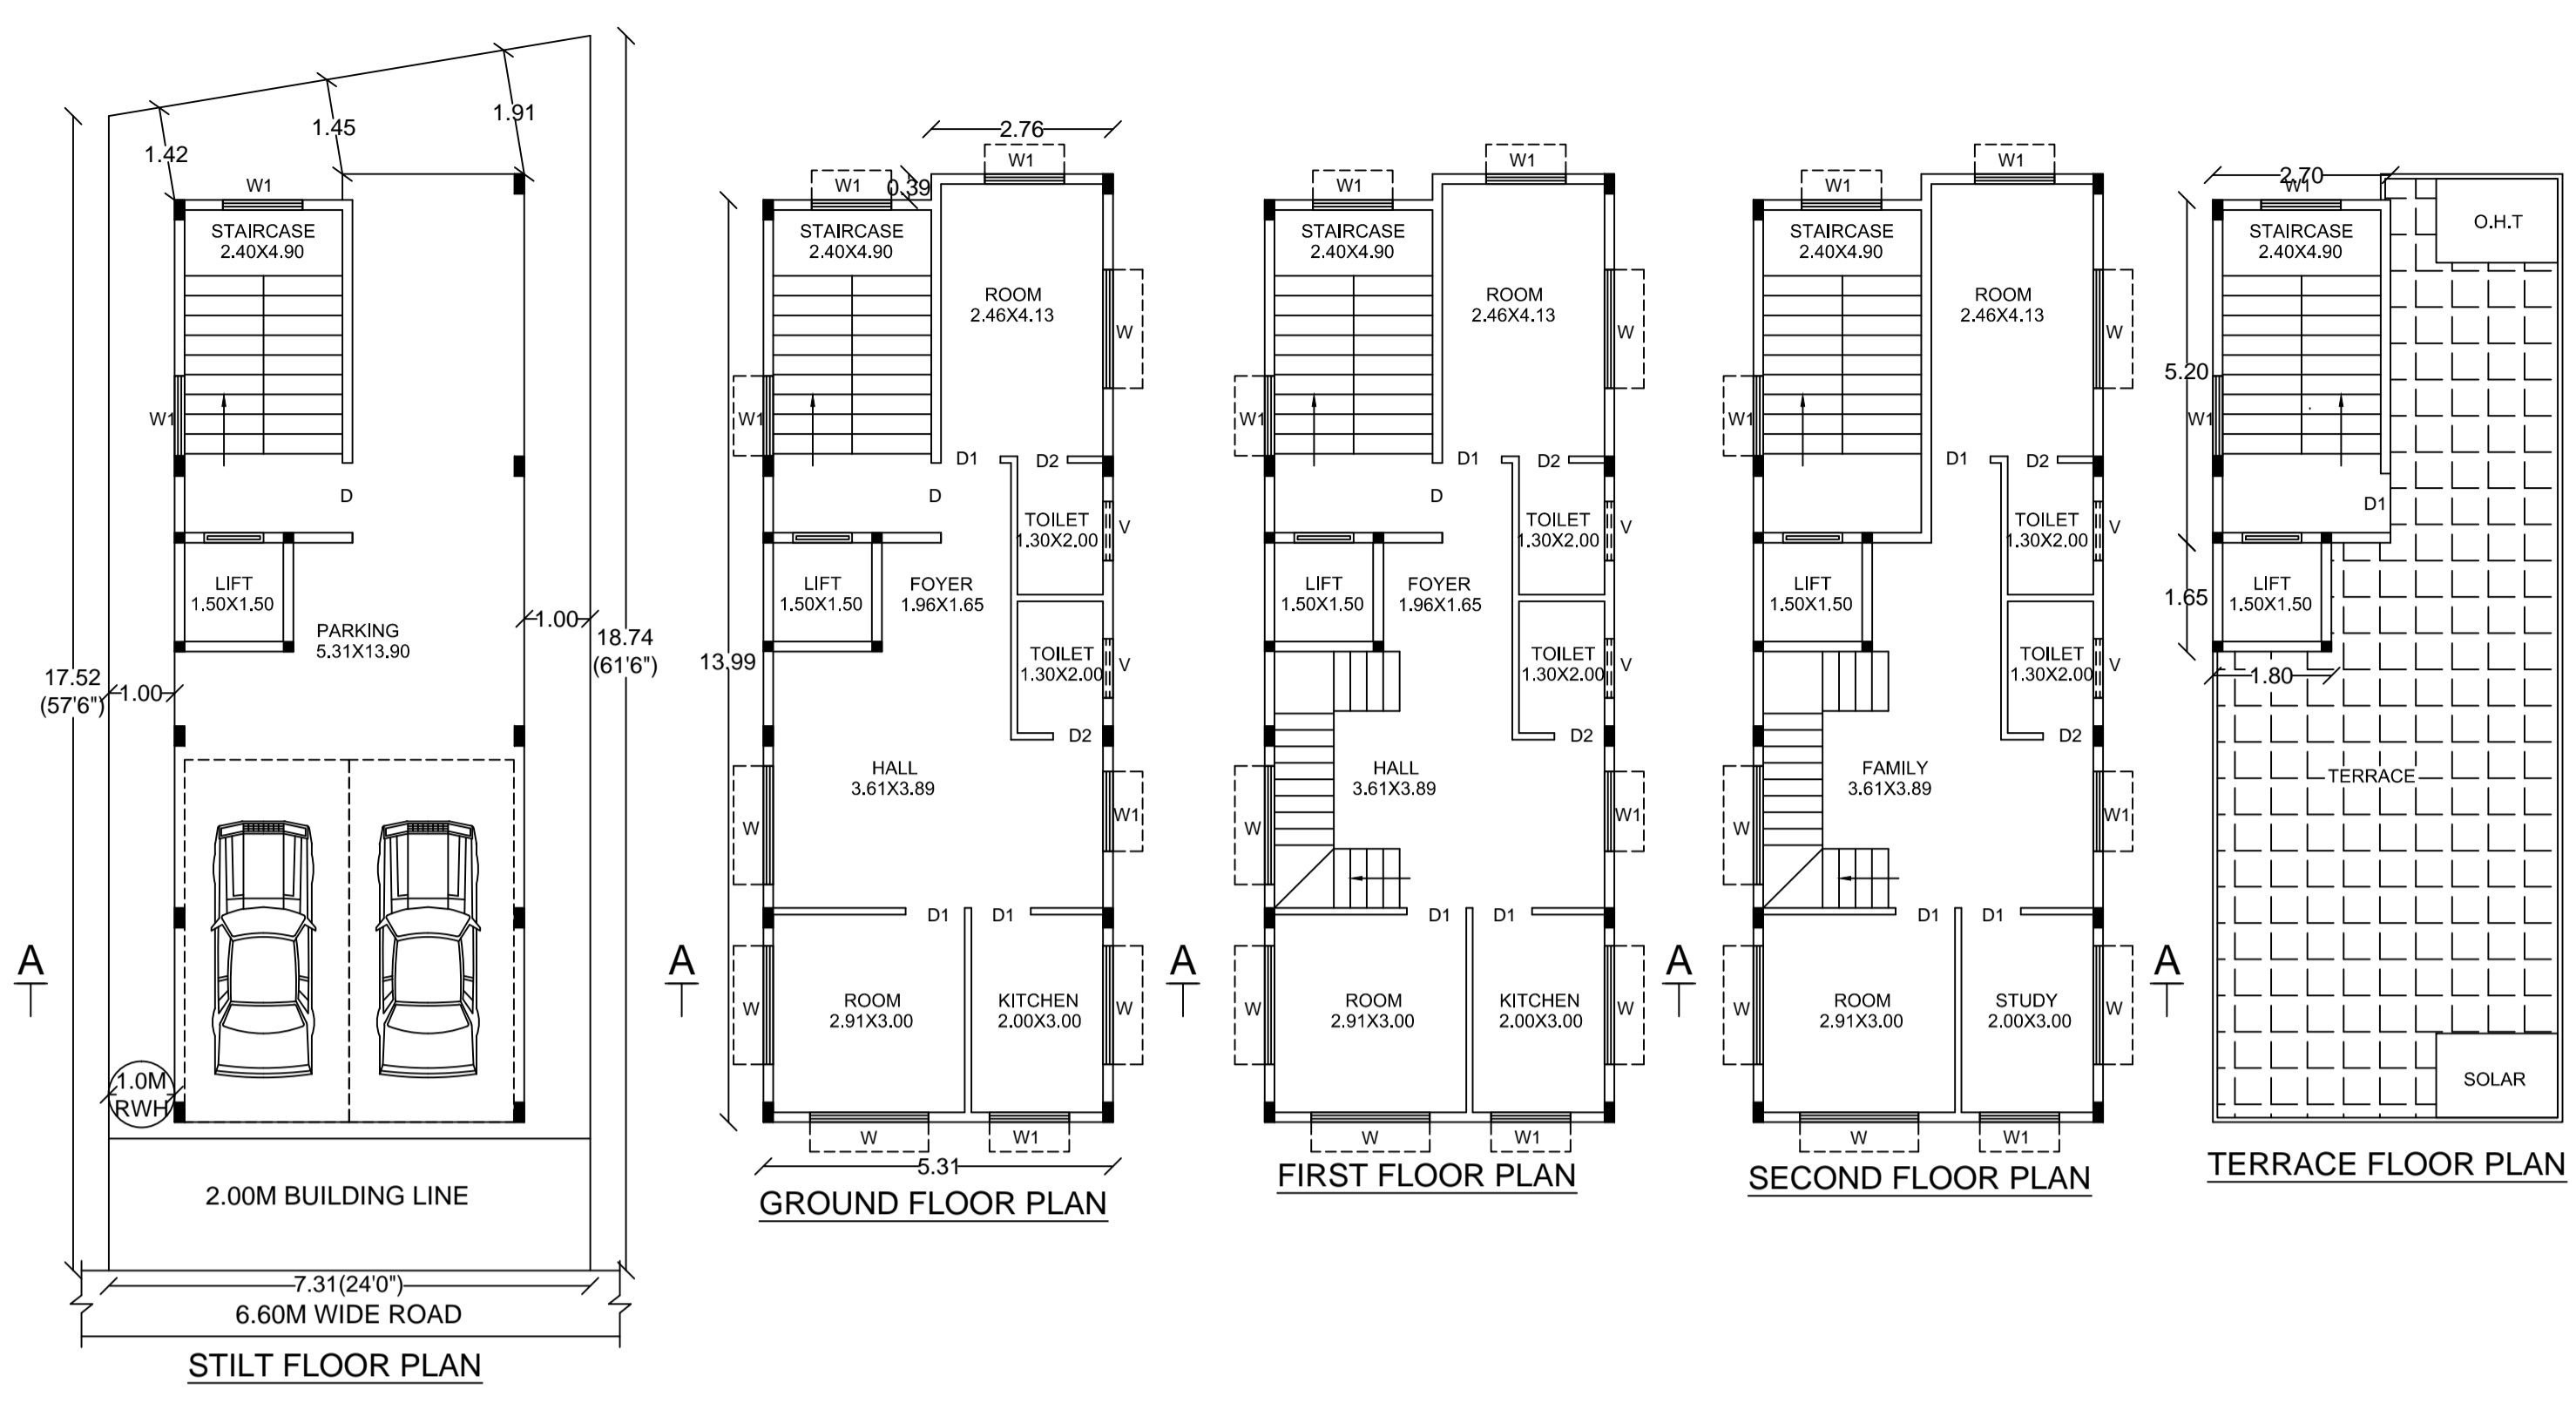 1.42
1.45
1.91
W1
STAIRCASE
2.40X4.90
W1
D
LIFT
1.50X1.50
PARKING
5.31X13.90
1.00
18.74
(61'6")
17.52
(57'6")
1.00
A
1.0M
RWH
2.00M BUILDING LINE
7.31(24'0")
6.60M WIDE ROAD
STILT FLOOR PLAN
2.76
W1
W1
0.39
STAIRCASE
2.40X4.90
ROOM
2.46X4.13
W
W1
D1
D2
D
TOILET
1.30X2.00
V
LIFT
1.50X1.50
FOYER
1.96X1.65
13.99
TOILET
1.30X2.00
V
D2
HALL
3.61X3.89
W
W1
D1
D1
A
W
ROOM
2.91X3.00
KITCHEN
2.00X3.00
W
W
W1
5.31
GROUND FLOOR PLAN
W1
W1
STAIRCASE
2.40X4.90
ROOM
2.46X4.13
W
W1
D1
D2
D
TOILET
1.30X2.00
V
LIFT
1.50X1.50
FOYER
1.96X1.65
TOILET
1.30X2.00
V
D2
HALL
3.61X3.89
W
W1
D1
D1
A
W
ROOM
2.91X3.00
KITCHEN
2.00X3.00
W
W
W1
FIRST FLOOR PLAN
W1
W1
STAIRCASE
2.40X4.90
ROOM
2.46X4.13
W
W1
D1
D2
TOILET
1.30X2.00
V
LIFT
1.50X1.50
TOILET
1.30X2.00
V
D2
FAMILY
3.61X3.89
W
W1
D1
D1
A
W
ROOM
2.91X3.00
STUDY
2.00X3.00
W
W
W1
SECOND FLOOR PLAN
2.70
W1
O.H.T
STAIRCASE
2.40X4.90
5.20
W1
D1
LIFT
1.50X1.50
1.65
1.80
TERRACE
A
SOLAR
TERRACE FLOOR PLAN